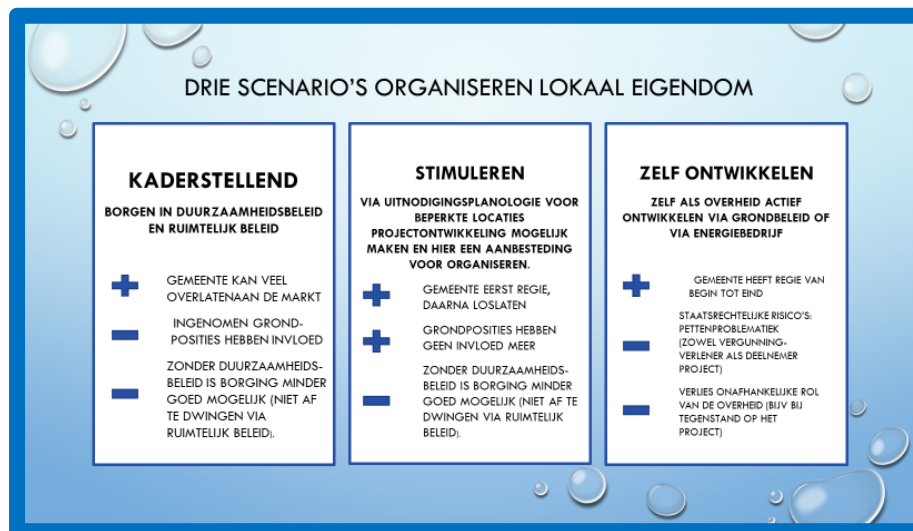 DRIE SCENARIO'S ORGANISEREN LOKAAL EIGENDOM
KADERSTELLEND
BORGEN IN DUURZAAMHEIDSBELEID
EN RUIMTELIJK BELEID
GEMEENTE KAN VEEL
OVERLATENAAN DE MARKT
INGENOMEN GROND-
POSITIES HEBBEN INVLOED
ZONDER DUURZAAMHEIDS-
BELEID IS BORGING MINDER
GOED MOGELIJK (NIET AF
TE DWINGEN VIA
RUIMTELIJK BELEID).
STIMULEREN
VIA UITNODIGINGSPLANOLOGIE VOOR
BEPERKTE LOCATIES
PROJECTONTWIKKELING MOGELIJK
MAKEN EN HIER EEN AANBESTEDING
VOOR ORGANISEREN.
GEMEENTE EERST REGIE,
DAARNA LOSLATEN
GRONDPOSITIES HEBBEN
GEEN INVLOED MEER
ZONDER DUURZAAMHEIDS-
BELEID IS BORGING MINDER
GOED MOGELIJK (NIET AF TE
DWINGEN VIA RUIMTELIJK
BELEID).
ZELF ONTWIKKELEN
ZELF ALS OVERHEID ACTIEF
ONTWIKKELEN VIA GRONDBELEID OF
VIA ENERGIEBEDRIJF
GEMEENTE HEEFT REGIE VAN
BEGIN TOT EIND
STAATSRECHTELIJKE RISICO'S:
PETTENPROBLEMATIEK
(ZOWEL VERGUNNING-
VERLENER ALS DEELNEMER
PROJECT)
VERLIES ONAFHANKELIJKE ROL
VAN DE OVERHEID (BIJV BIJ
TEGENSTAND OP HET
PROJECT)